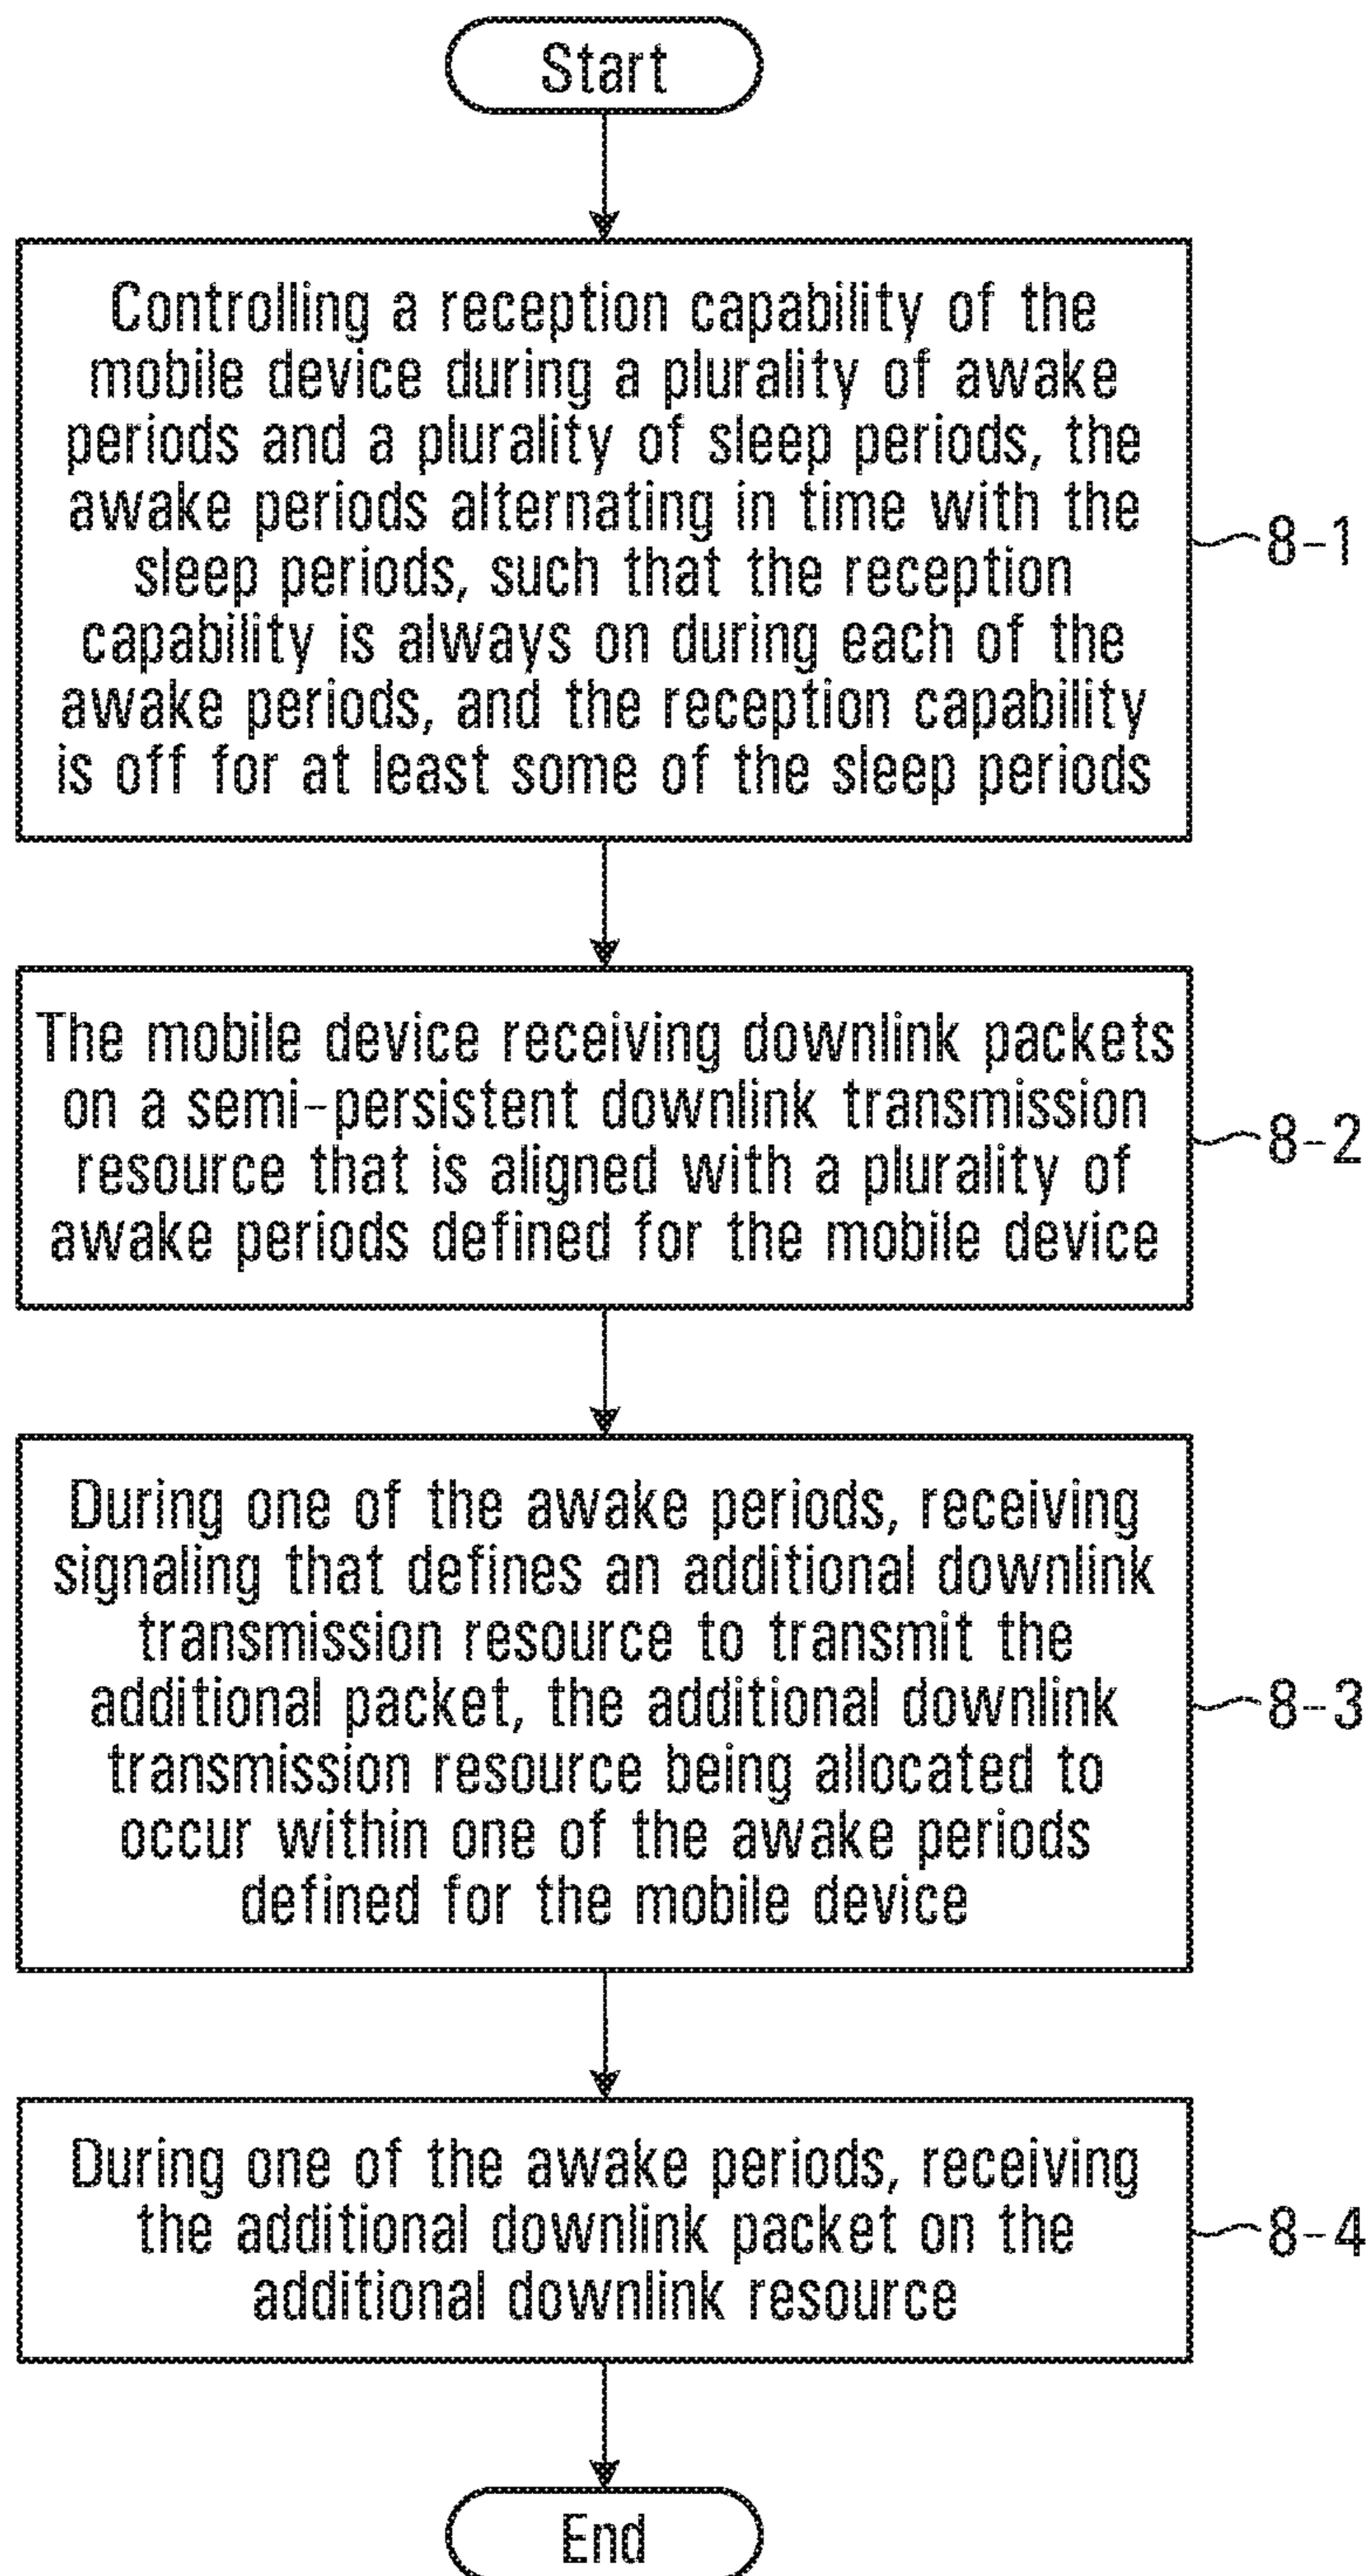 Start
Controlling a reception capability of the
mobile device during a plurality of awake
periods and a plurality of sleep periods, the
awake periods alternating in time with the
sleep periods, such that the reception
capability is always on during each of the
awake periods, and the reception capability
is off for at least some of the sleep periods
8-1
The mobile device receiving downlink packets
on a semi-persistent downlink transmission
resource that is aligned with a plurality of
awake periods defined for the mobile device
8-2
During one of the awake periods, receiving
signaling that defines an additional downlink
transmission resource to transmit the
additional packet, the additional downlink
transmission resource being allocated to
occur within one of the awake periods
defined for the mobile device
8-3
During one of the awake periods, receiving
the additional downlink packet on the
additional downlink resource
8-4
End